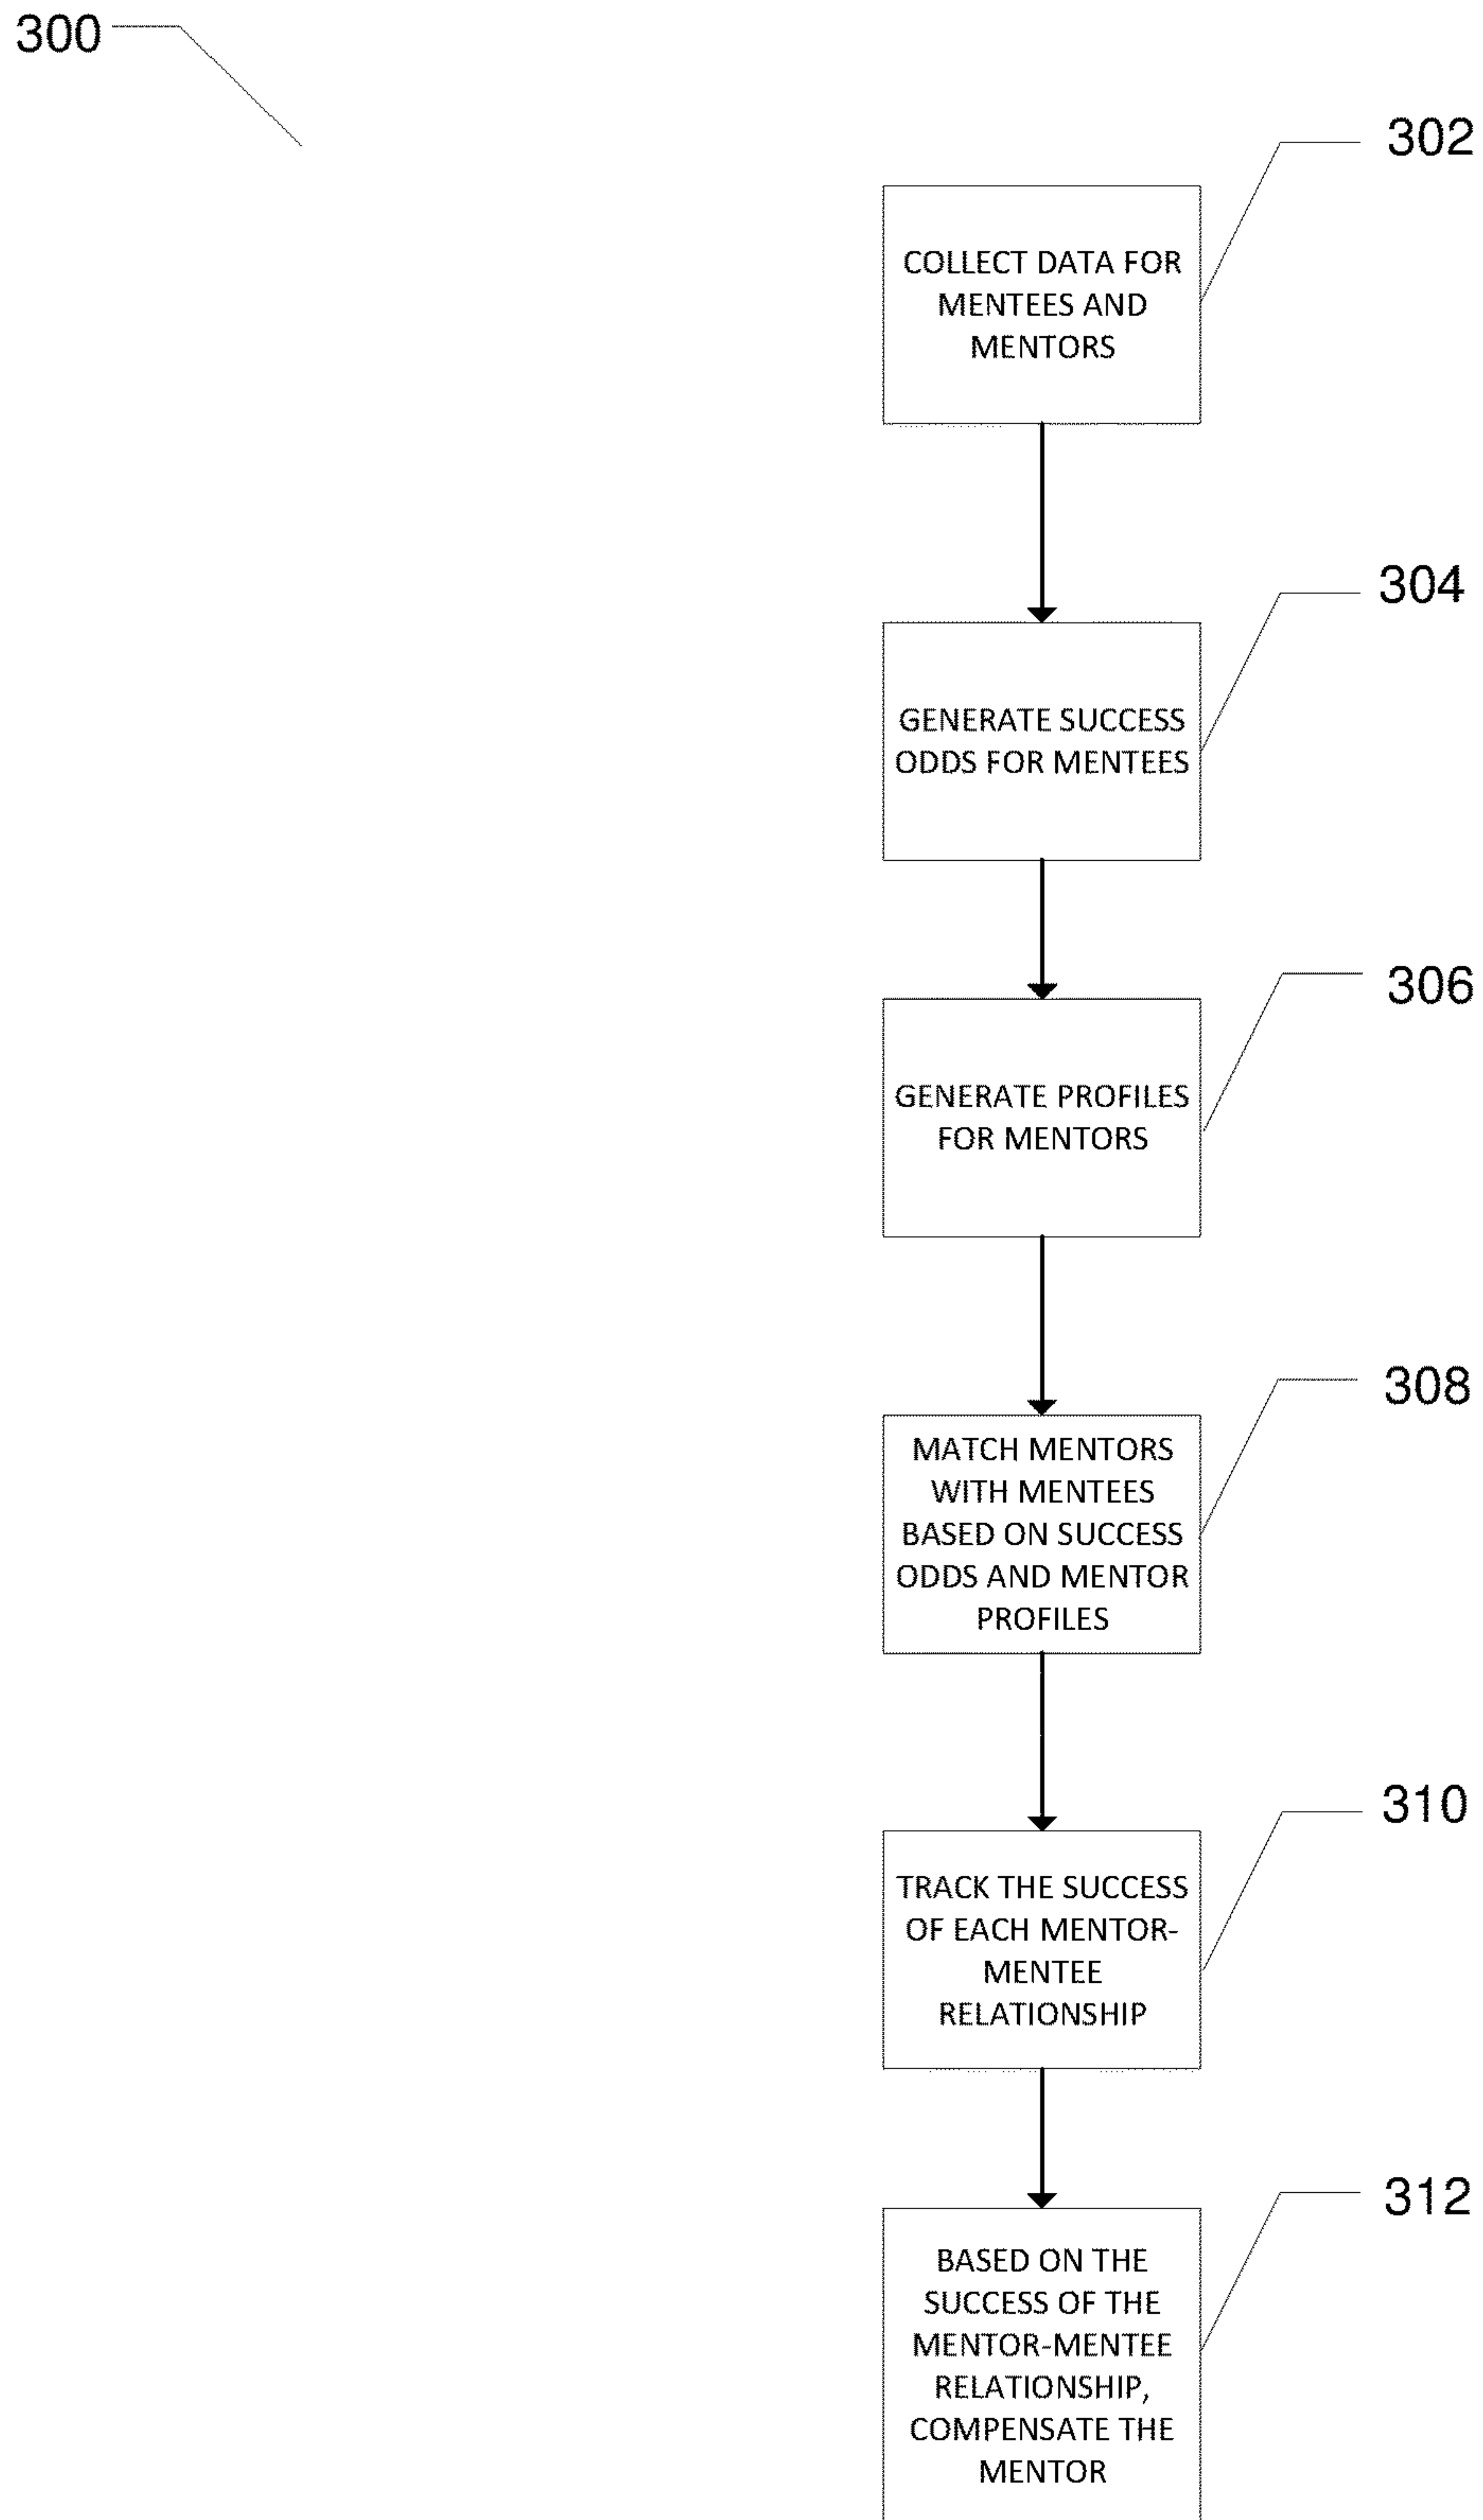 300
302
COLLECT DATA FOR
MENTEES AND
MENTORS
304
GENERATE SUCCESS
ODDS FOR MENTEES
306
GENERATE PROFILES
FOR MENTORS
308
MATCH MENTORS
WITH MENTEES
BASED ON SUCCESS
ODDS AND MENTOR
PROFILES
310
TRACK THE SUCCESS
OF EACH MENTOR-
MENTEE
RELATIONSHIP
312
BASED ON THE
SUCCESS OF THE
MENTOR-MENTEE
RELATIONSHIP,
COMPENSATE THE
MENTOR